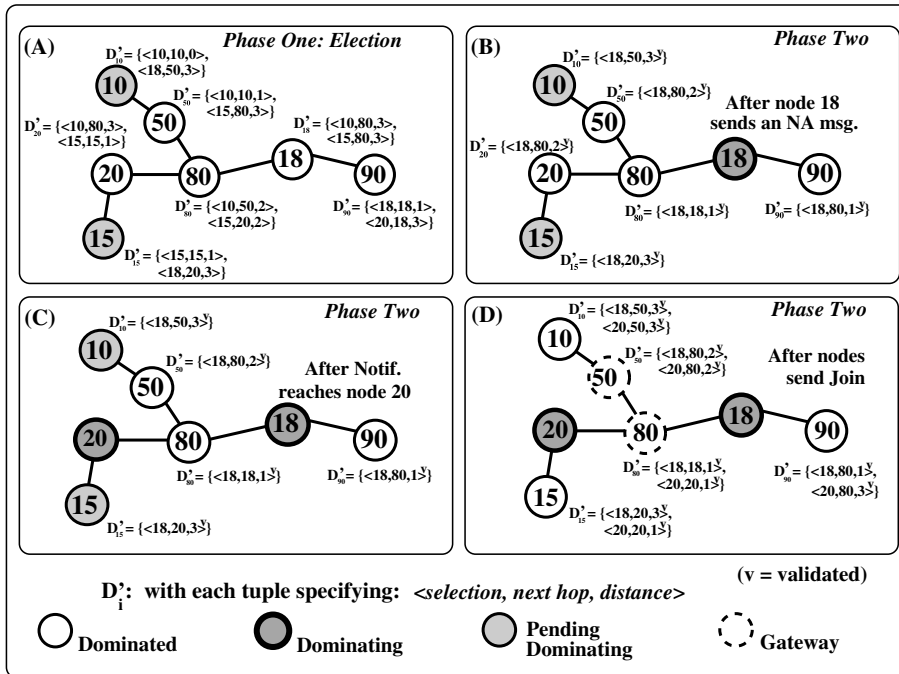 (A) Phase One: Election
D'10 = {<10,10,0>,
<18,50,3>}
10
D'50 = {<10,10,1>,
<15,80,3>}
50
D'20 = {<10,80,3>,
<15,15,1>}
D'18 = {<10,80,3>,
<15,80,3>}
20
80
18
90
D'80 = {<10,50,2>,
<15,20,2>}
D'90 = {<18,18,1>,
<20,18,3>}
15
D'15 = {<15,15,1>,
<18,20,3>}
(B) Phase Two
D'10 = {<18,50,3>v}
10
D'50 = {<18,80,2>v}
50
After node 18
sends an NA msg.
D'20 = {<18,80,2>v}
20
80
18
90
D'80 = {<18,18,1>v}
D'90 = {<18,80,1>v}
15
D'15 = {<18,20,3>v}
(C) Phase Two
D'10 = {<18,50,3>v}
10
D'50 = {<18,80,2>v}
50
After Notif.
reaches node 20
20
80
18
90
D'80 = {<18,18,1>v}
D'90 = {<18,80,1>v}
15
D'15 = {<18,20,3>v}
(D) Phase Two
D'10 = {<18,50,3>v,
<20,50,3>v}
10
D'50 = {<18,80,2>v,
<20,80,2>v}
50
After nodes
send Join
20
80
18
90
D'80 = {<18,18,1>v,
<20,20,1>v}
D'90 = {<18,80,1>v,
<20,80,3>v}
15
D'15 = {<18,20,3>v,
<20,20,1>v}
(v = validated)
D'i: with each tuple specifying: <selection, next hop, distance>
Dominated
Dominating
Pending
Dominating
Gateway